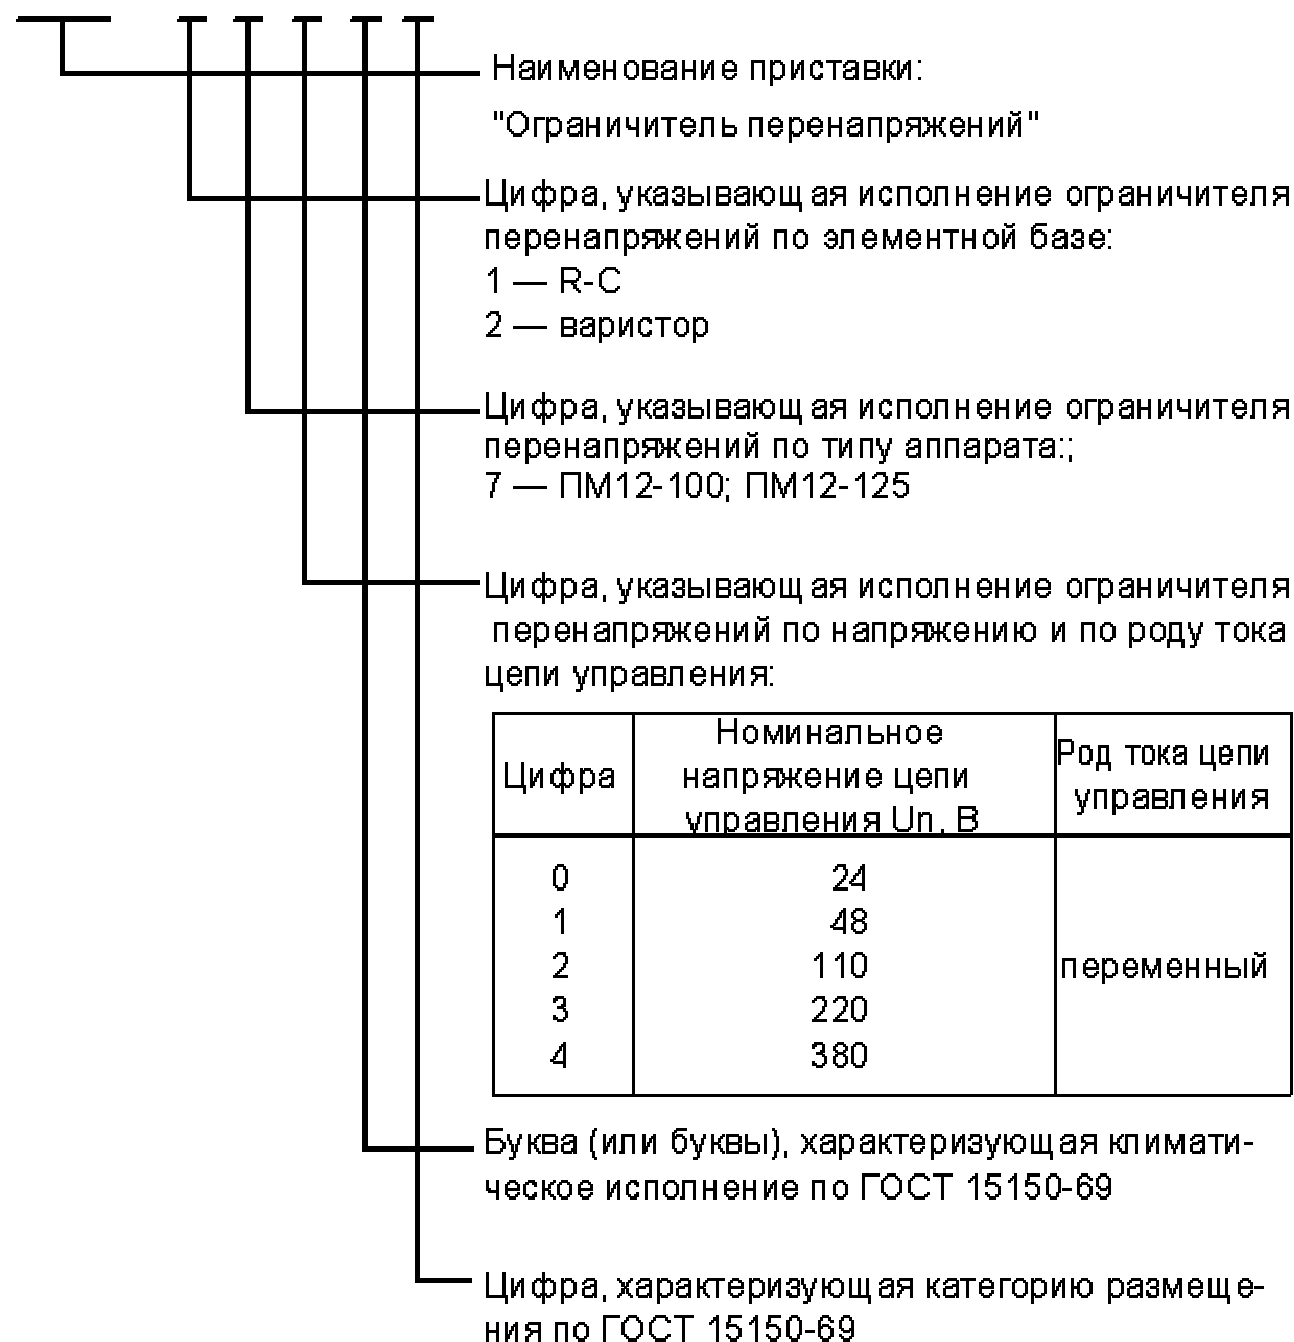 Наименование приставки:
"Ограничитель перенапряжений"
Цифра, указывающая исполнение ограничителя
перенапряжений по элементной базе:
1 — R-C
2 — варистор
Цифра, указывающая исполнение ограничителя
перенапряжений по типу аппарата:;
7 — ПМ12-100; ПМ12-125
Цифра, указывающая исполнение ограничителя
перенапряжений по напряжению и по роду тока
цепи управления:
Цифра
Номинальное
напряжение цепи
управления Un, В
Род тока цепи
управления
0 24
1 48
2 110 переменный
3 220
4 380
Буква (или буквы), характеризующая климати-
ческое исполнение по ГОСТ 15150-69
Цифра, характеризующая категорию размеще-
ния по ГОСТ 15150-69